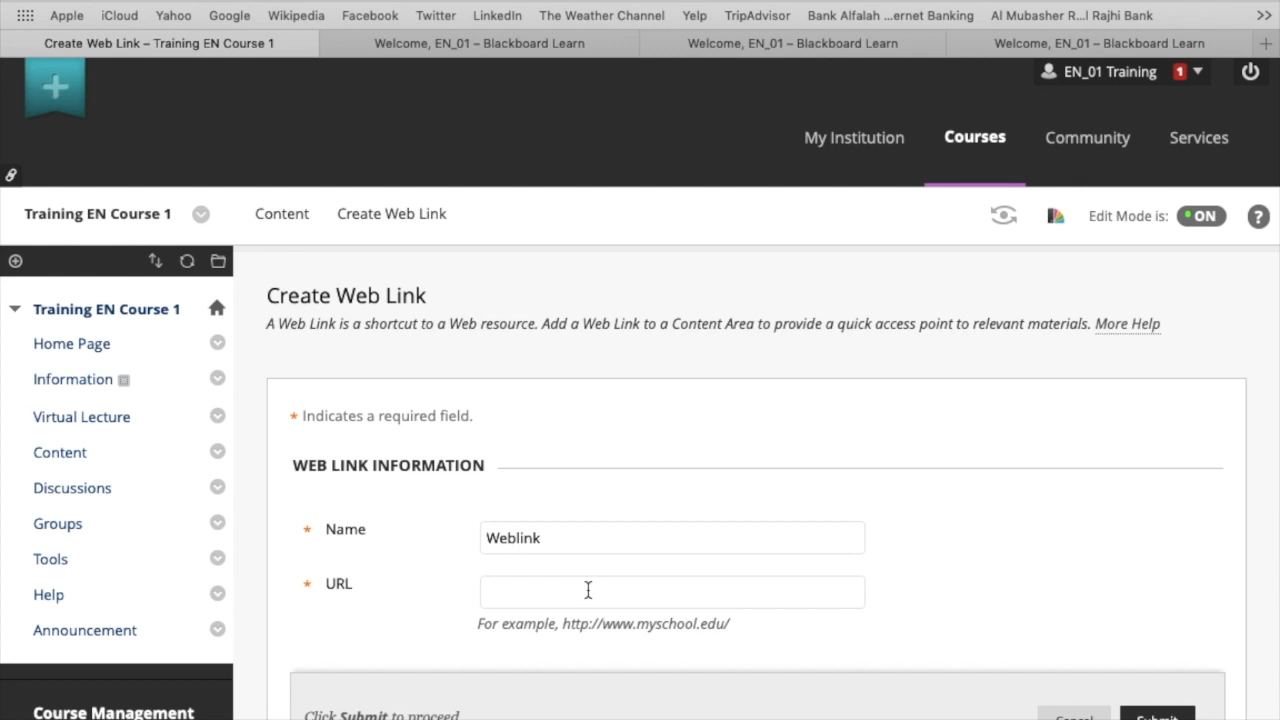 Apple iCloud Yahoo Google Wikipedia Facebook Twitter LinkedIn The Weather Channel Yelp TripAdvisor Bank Alfalah ...ernet Banking Al Mubasher R...l Rajhi Bank >>
Create Web Link – Training EN Course 1 Welcome, EN_01 – Blackboard Learn Welcome, EN_01 – Blackboard Learn Welcome, EN_01 – Blackboard Learn +
EN_01 Training 1
My Institution Courses Community Services
Training EN Course 1 Content Create Web Link Edit Mode is: ON ?
Training EN Course 1
Home Page
Information
Virtual Lecture
Content
Discussions
Groups
Tools
Help
Announcement
Course Management
Create Web Link
A Web Link is a shortcut to a Web resource. Add a Web Link to a Content Area to provide a quick access point to relevant materials. More Help
* Indicates a required field.
WEB LINK INFORMATION
* Name Weblink
* URL
For example, http://www.myschool.edu/
Click Submit to proceed
Cancel Submit